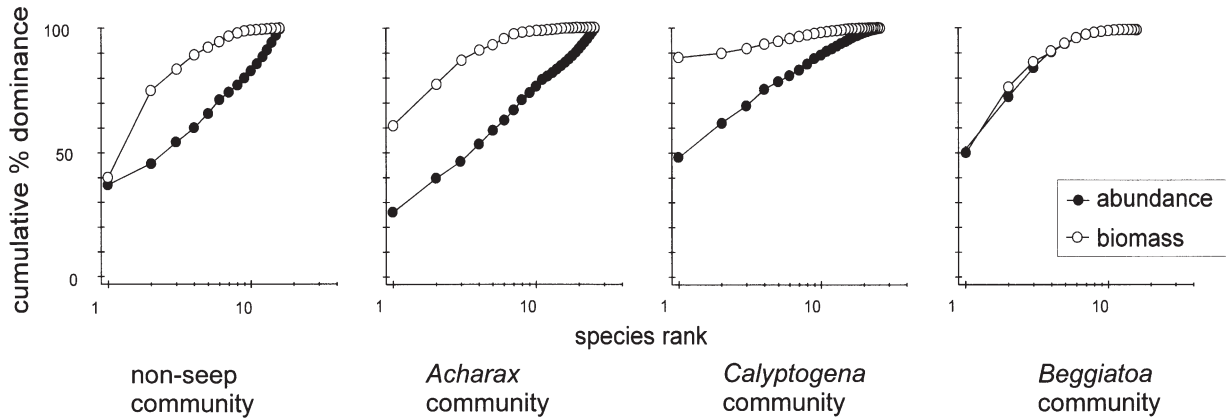 cumulative % dominance
100
50
0
1 10
1 10
1 10
1 10
abundance
biomass
species rank
non-seep community
Acharax community
Calyptogena community
Beggiatoa community